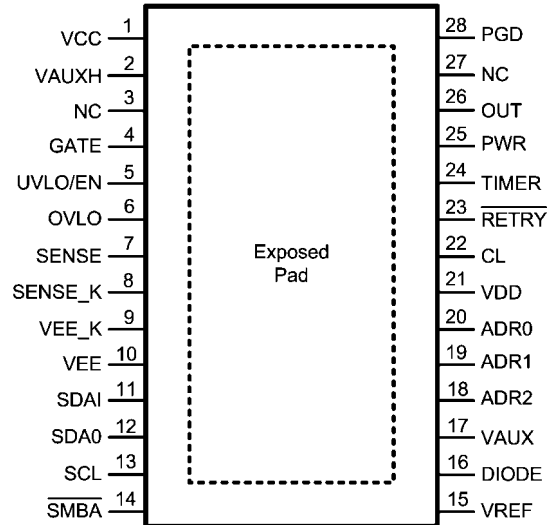 VCC 1
VAUXH 2
NC 3
GATE 4
UVLO/EN 5
OVLO 6
SENSE 7
SENSE_K 8
VEE_K 9
VEE 10
SDAI 11
SDA0 12
SCL 13
SMBA 14
Exposed
Pad
28 PGD
27 NC
26 OUT
25 PWR
24 TIMER
23 RETRY
22 CL
21 VDD
20 ADR0
19 ADR1
18 ADR2
17 VAUX
16 DIODE
15 VREF